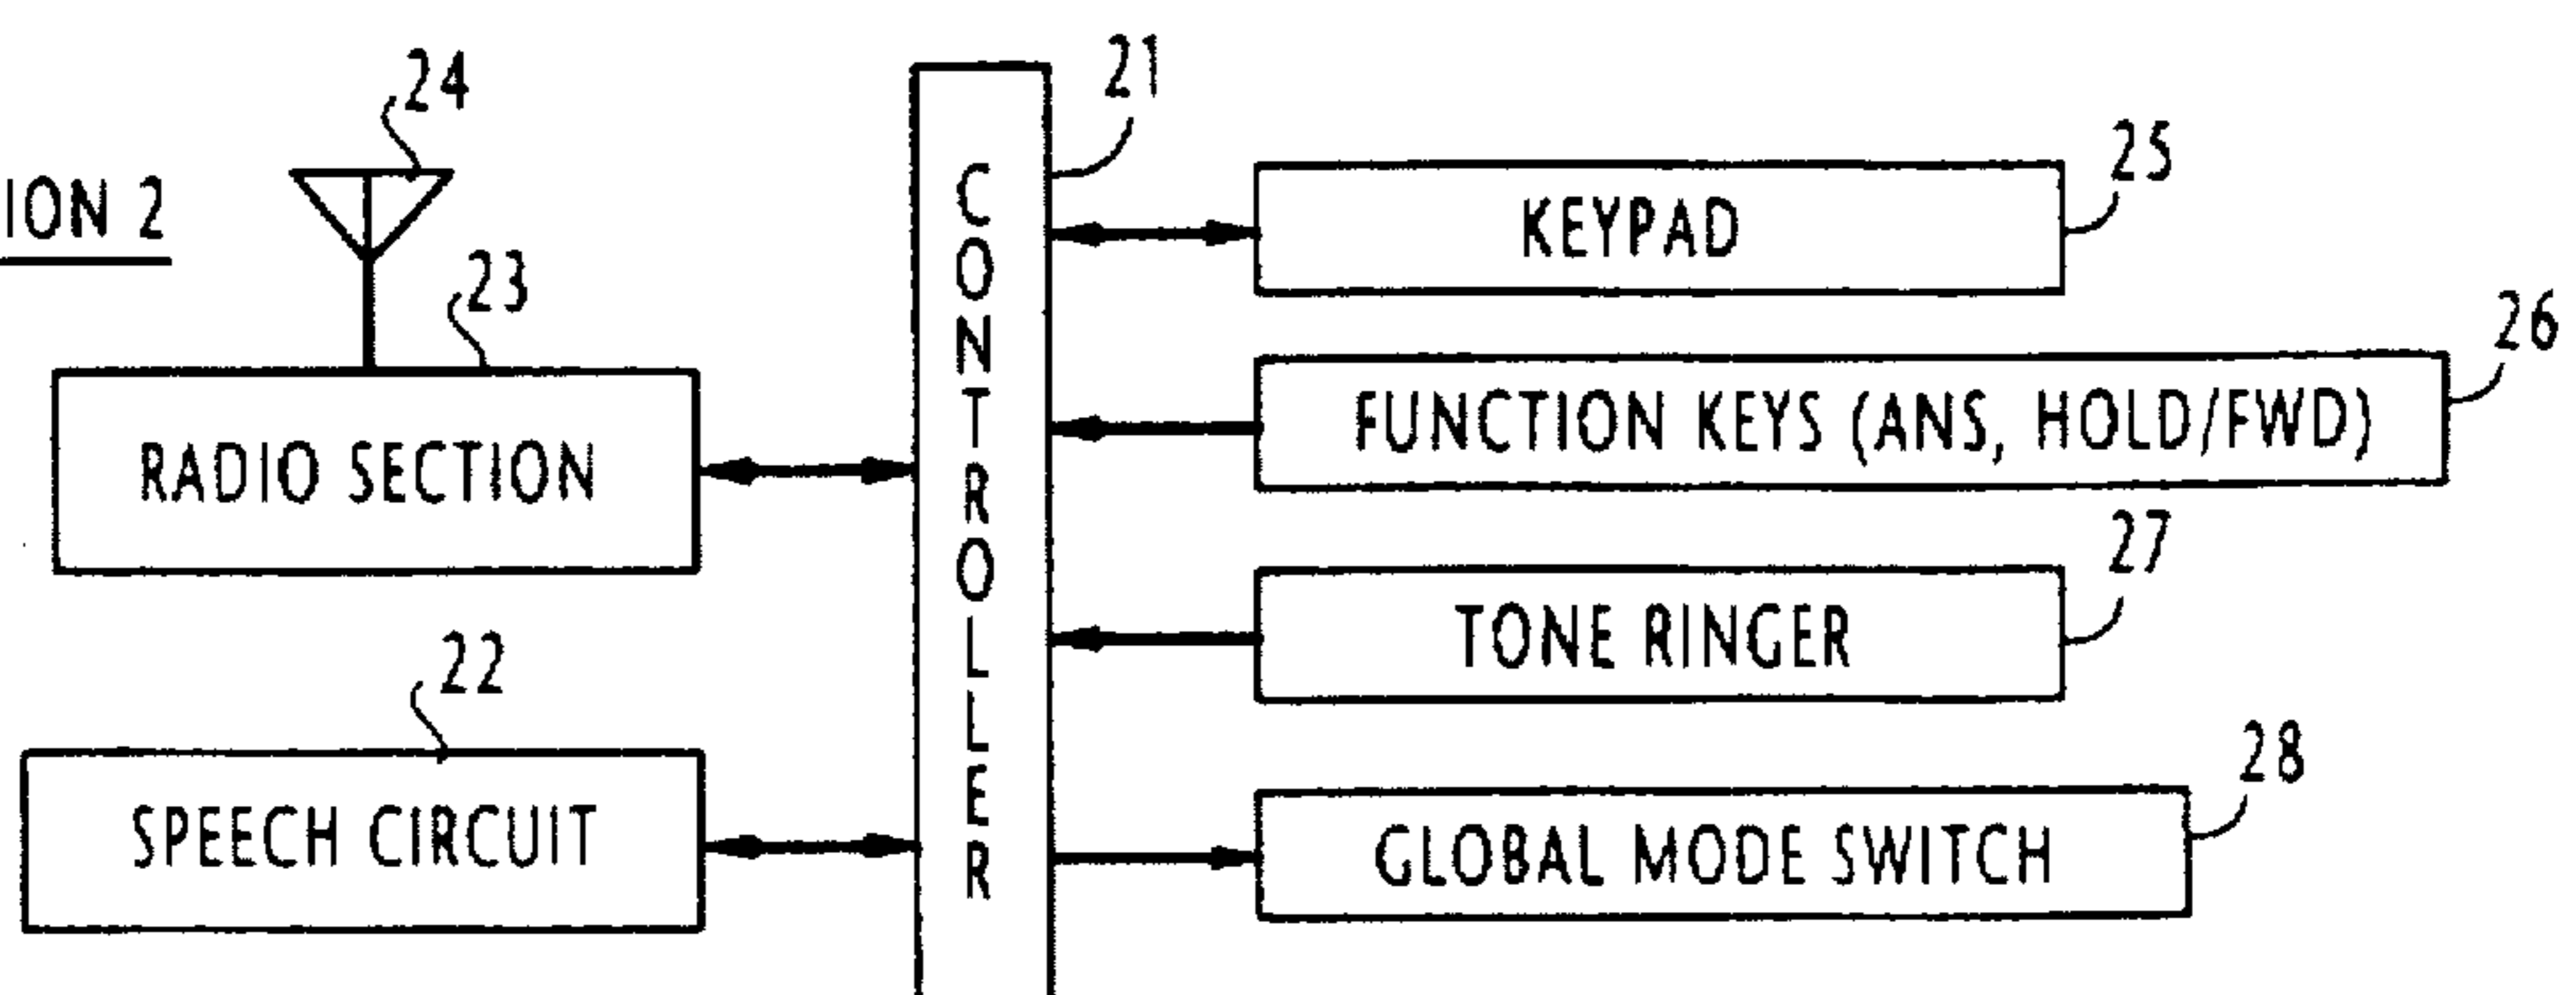 24
21
25
ION 2
KEYPAD
23
26
CONTROLLER
FUNCTION KEYS (ANS, HOLD/FWD)
RADIO SECTION
27
TONE RINGER
22
28
SPEECH CIRCUIT
GLOBAL MODE SWITCH